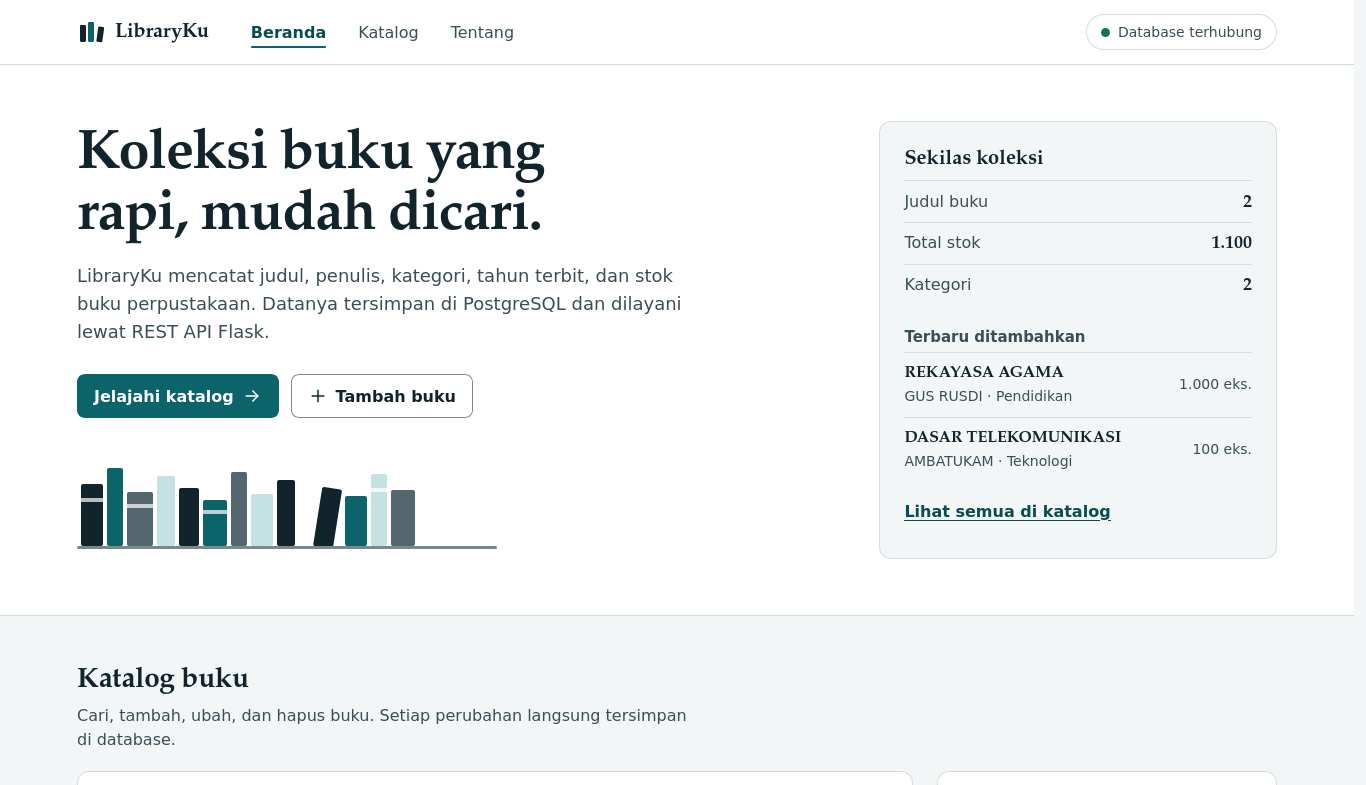 LibraryKu
Beranda
Katalog
Tentang
Database terhubung
Koleksi buku yang
rapi, mudah dicari.
LibraryKu mencatat judul, penulis, kategori, tahun terbit, dan stok
buku perpustakaan. Datanya tersimpan di PostgreSQL dan dilayani
lewat REST API Flask.
Jelajahi katalog →
+ Tambah buku
Sekilas koleksi
Judul buku 2
Total stok 1.100
Kategori 2
Terbaru ditambahkan
REKAYASA AGAMA
GUS RUSDI · Pendidikan
1.000 eks.
DASAR TELEKOMUNIKASI
AMBATUKAM · Teknologi
100 eks.
Lihat semua di katalog
Katalog buku
Cari, tambah, ubah, dan hapus buku. Setiap perubahan langsung tersimpan
di database.